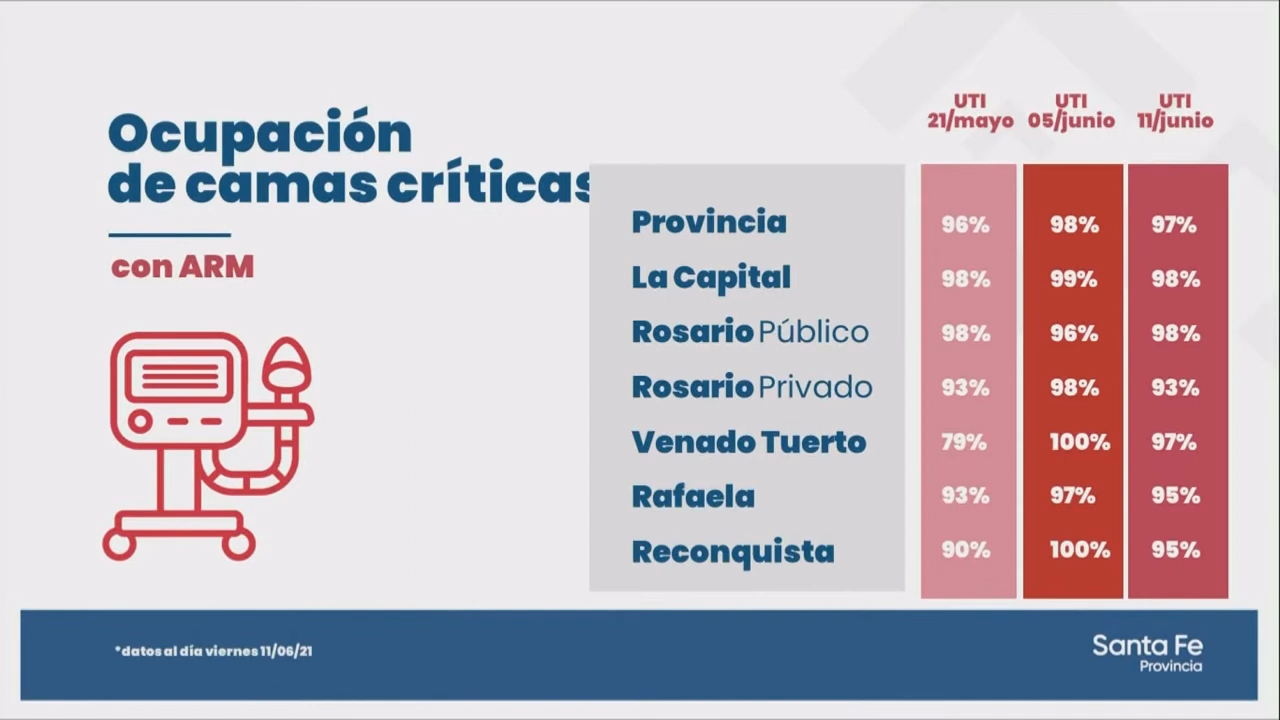 Ocupación
de camas críticas
con ARM
UTI UTI UTI
21/mayo 05/junio 11/junio
Provincia 96% 98% 97%
La Capital 98% 99% 98%
Rosario Público 98% 96% 98%
Rosario Privado 93% 98% 93%
Venado Tuerto 79% 100% 97%
Rafaela 93% 97% 95%
Reconquista 90% 100% 95%
*datos al día viernes 11/06/21
Santa Fe
Provincia